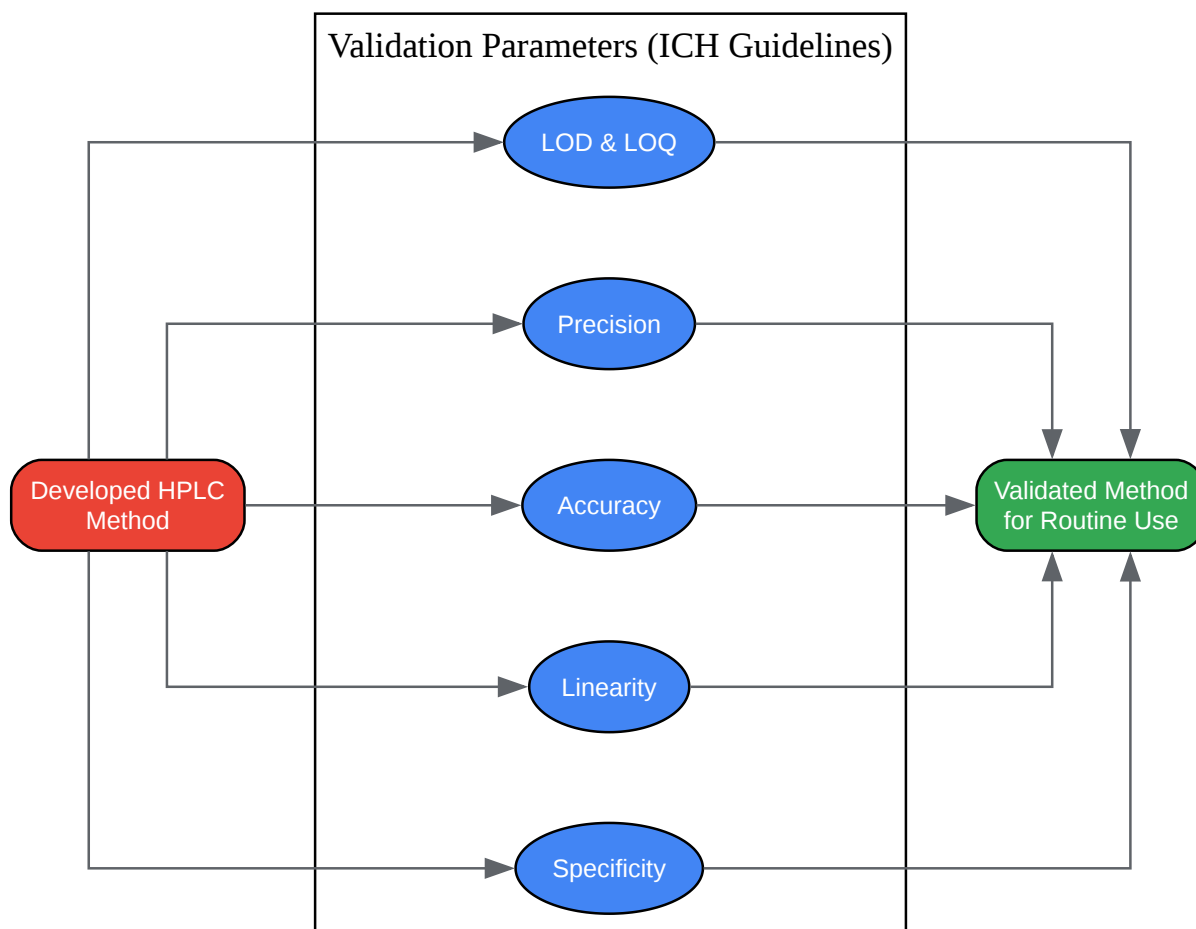 Validation Parameters (ICH Guidelines)
LOD & LOQ
Precision
Developed HPLC
Method
Accuracy
Validated Method
for Routine Use
Linearity
Specificity